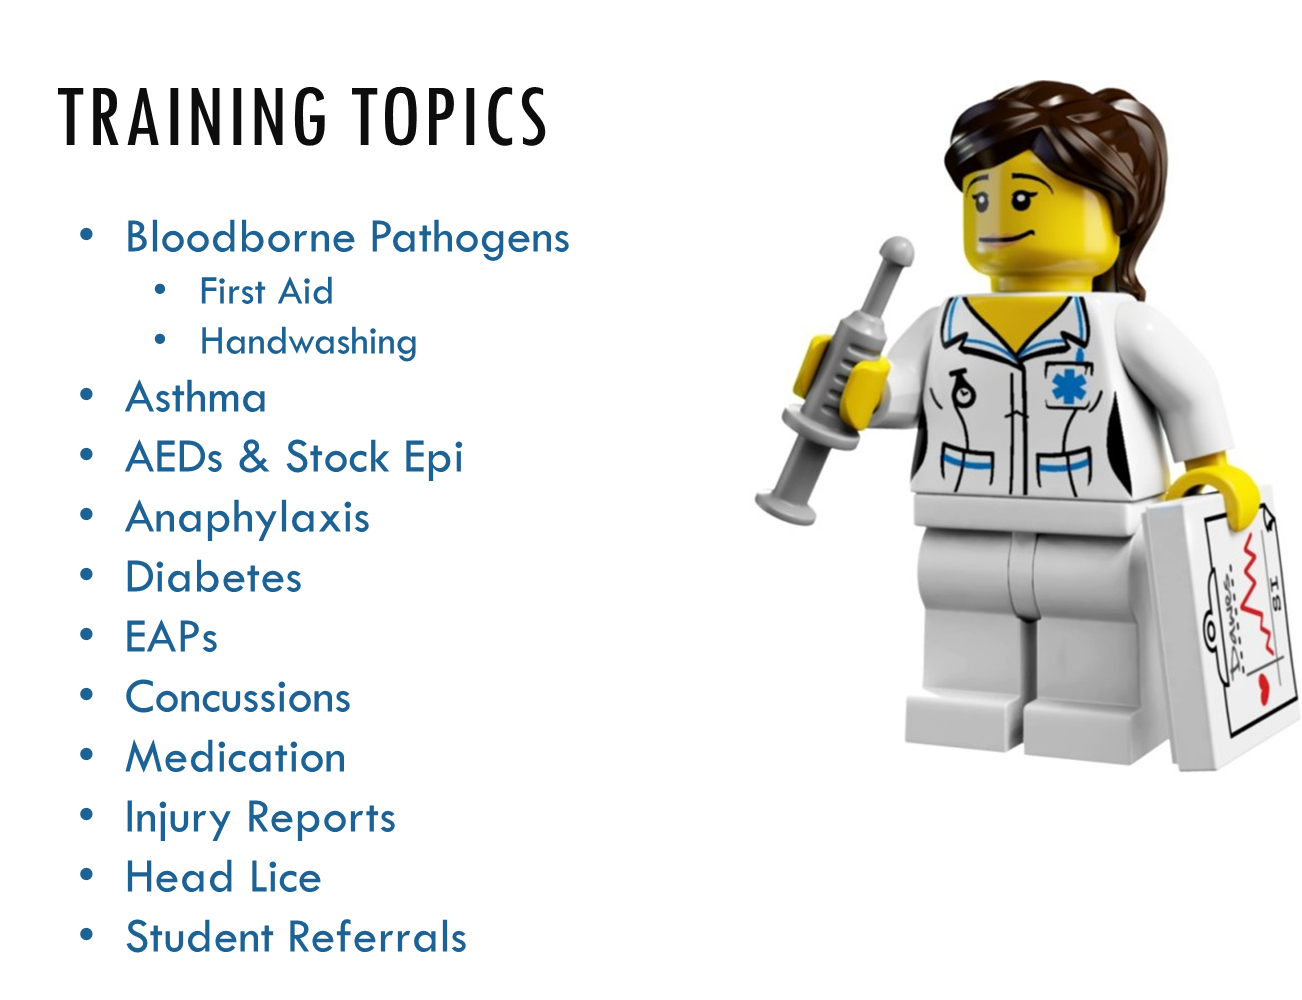 TRAINING TOPICS
• Bloodborne Pathogens
• First Aid
• Handwashing
• Asthma
• AEDs & Stock Epi
• Anaphylaxis
• Diabetes
• EAPs
• Concussions
• Medication
• Injury Reports
• Head Lice
• Student Referrals